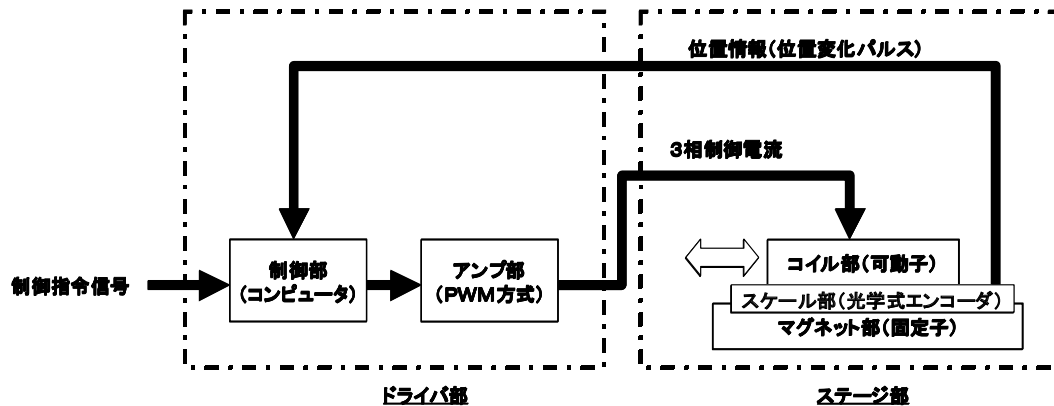 位置情報(位置変化パルス)
3相制御電流
制御指令信号
制御部
(コンピュータ)
アンプ部
(PWM方式)
コイル部(可動子)
スケール部(光学式エンコーダ)
マグネット部(固定子)
ドライバ部
ステージ部